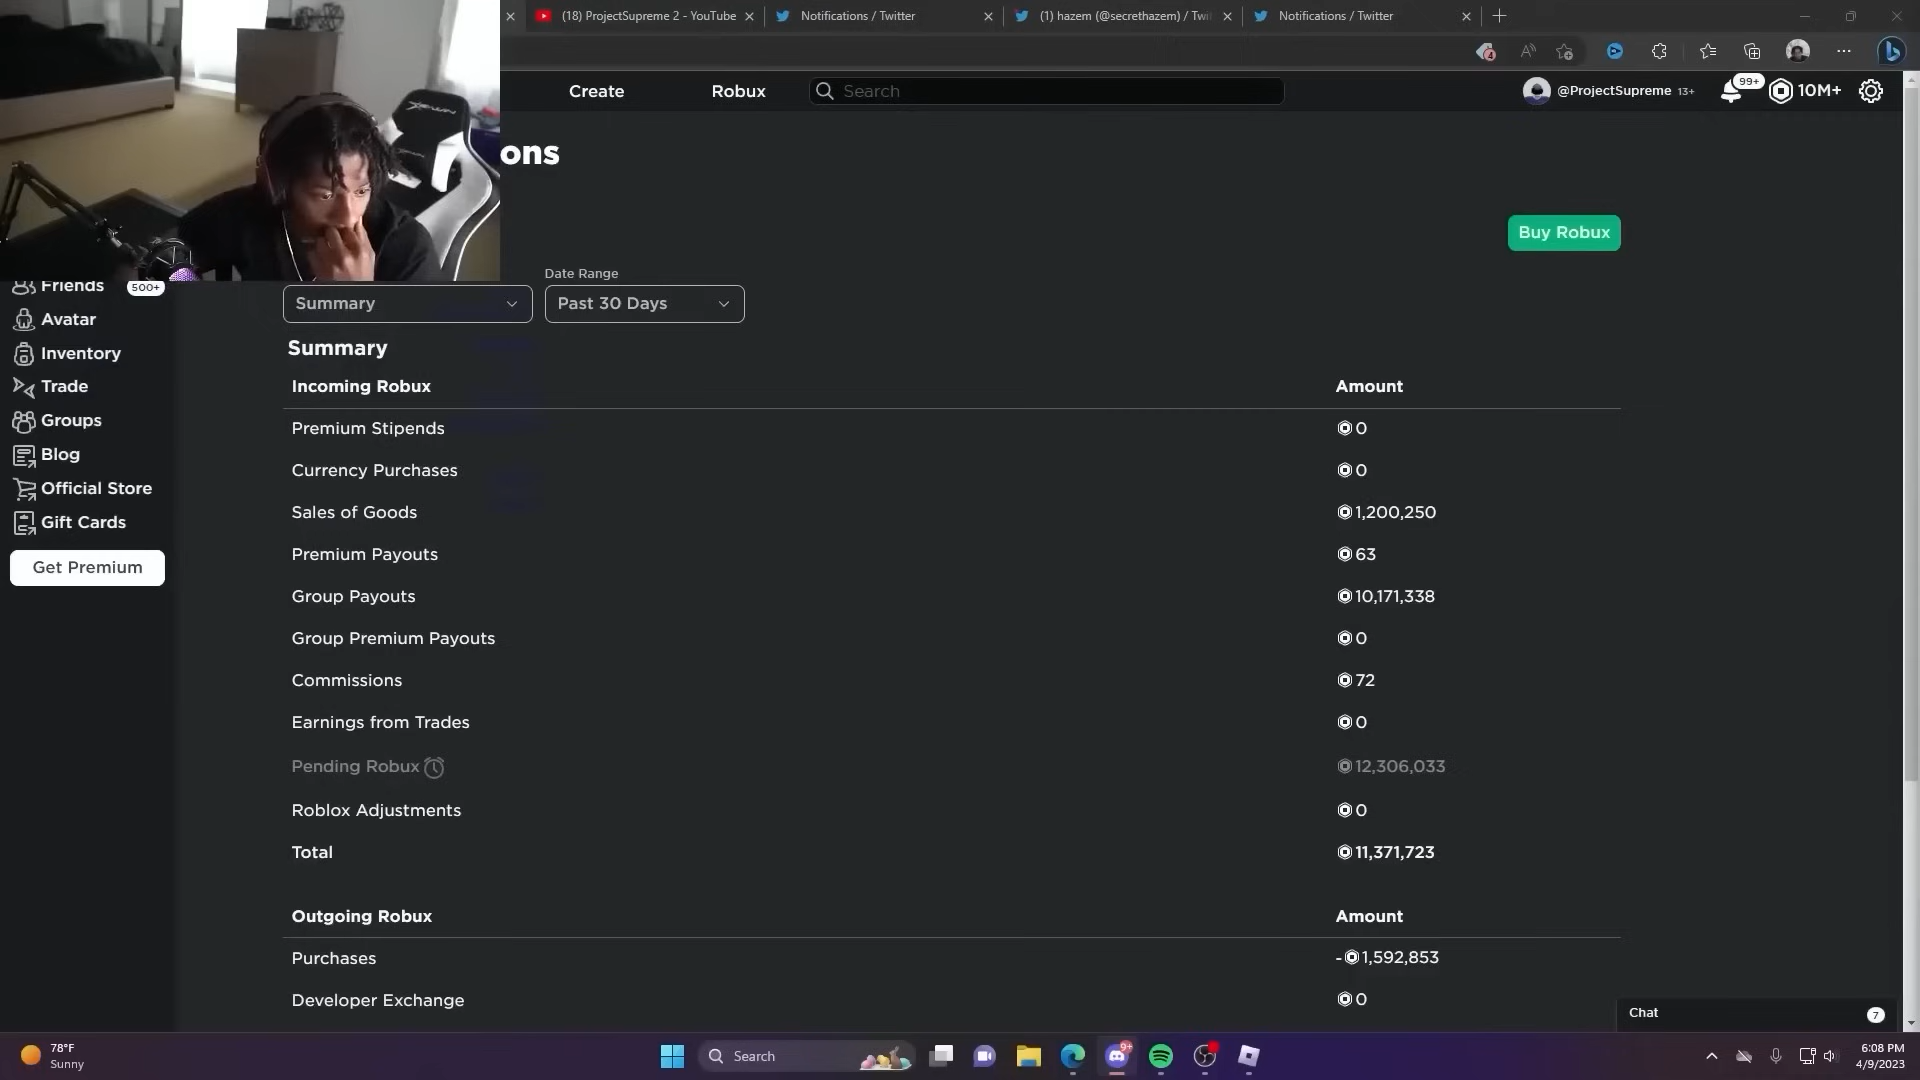 (18) ProjectSupreme 2 - YouTube
Notifications / Twitter
(1) hazem (@secrethazem) / Twi
Notifications / Twitter
4
Create
Robux
Search
@ProjectSupreme 13+
99+
10M+
ons
Buy Robux
Friends
500+
Avatar
Inventory
Trade
Groups
Blog
Official Store
Gift Cards
Get Premium
Date Range
Summary
Past 30 Days
Summary
Incoming Robux Amount
Premium Stipends 0
Currency Purchases 0
Sales of Goods 1,200,250
Premium Payouts 63
Group Payouts 10,171,338
Group Premium Payouts 0
Commissions 72
Earnings from Trades 0
Pending Robux 12,306,033
Roblox Adjustments 0
Total 11,371,723
Outgoing Robux Amount
Purchases -1,592,853
Developer Exchange 0
Chat 7
78°F
Sunny
Search
9+
6:08 PM
4/9/2023